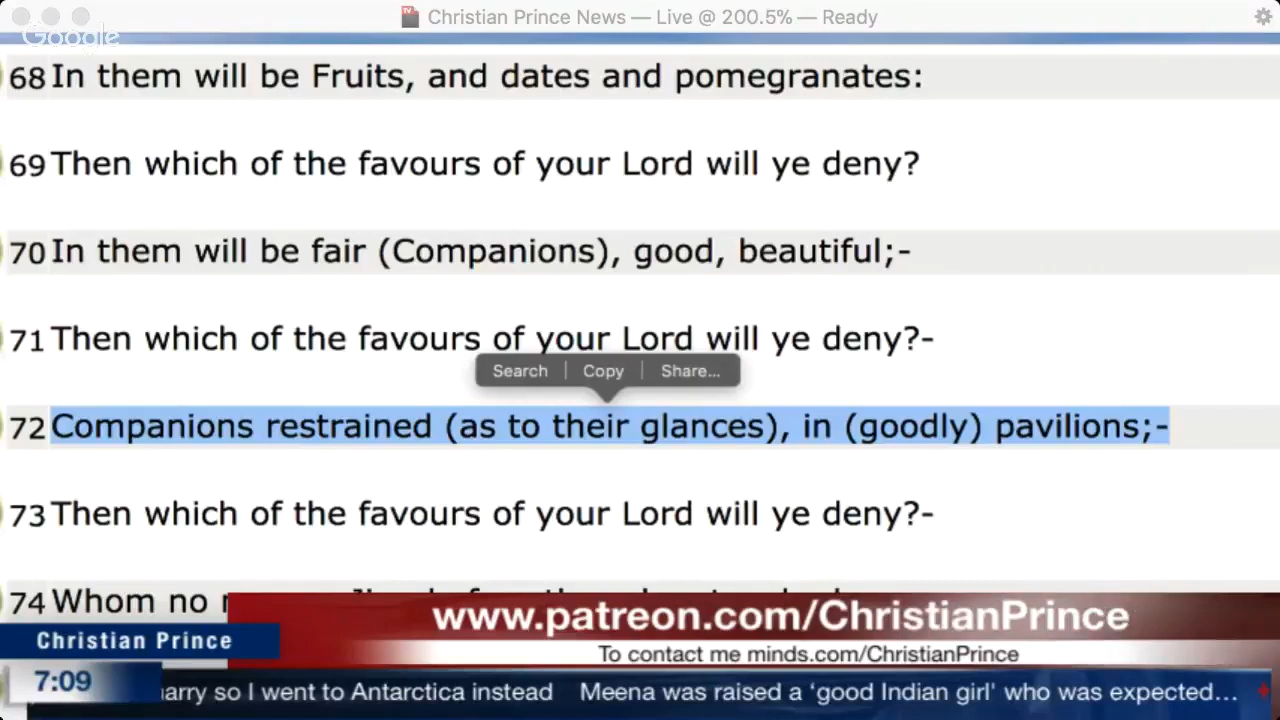 Christian Prince News — Live @ 200.5% — Ready
Google
68 In them will be Fruits, and dates and pomegranates:
69 Then which of the favours of your Lord will ye deny?
70 In them will be fair (Companions), good, beautiful;-
71 Then which of the favours of your Lord will ye deny?-
Search Copy Share...
72 Companions restrained (as to their glances), in (goodly) pavilions;-
73 Then which of the favours of your Lord will ye deny?-
74 Whom no
www.patreon.com/ChristianPrince
Christian Prince
To contact me minds.com/ChristianPrince
7:09
so I went to Antarctica instead Meena was raised a ‘good Indian girl' who was expected...